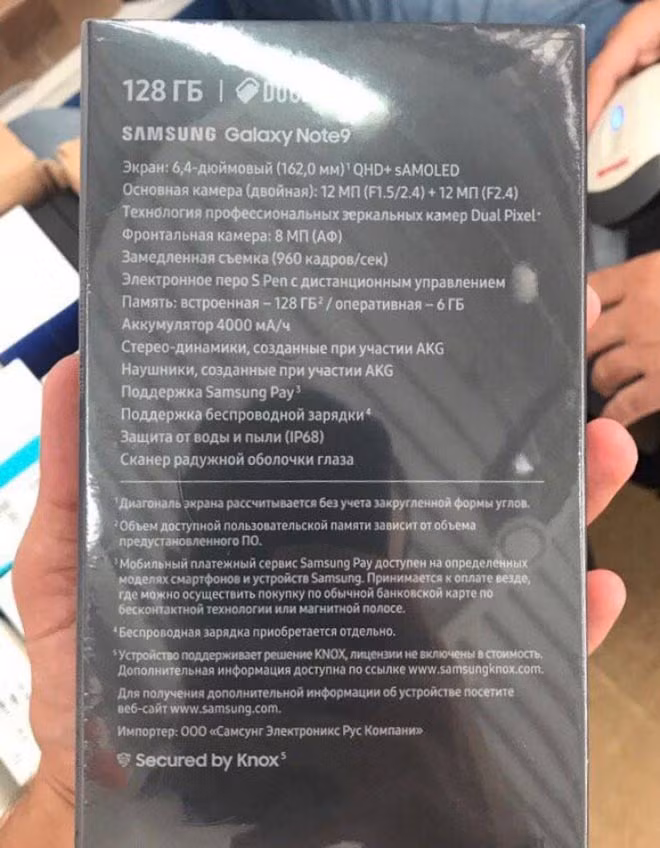 128 ГБ |
SAMSUNG Galaxy Note9
Экран: 6,4-дюймовый (162,0 мм)¹ QHD+ sAMOLED
Основная камера (двойная): 12 МП (F1.5/2.4) + 12 МП (F2.4)
Технология профессиональных зеркальных камер Dual Pixel
Фронтальная камера: 8 МП (АФ)
Замедленная съемка (960 кадров/сек)
Электронное перо S Pen с дистанционным управлением
Память: встроенная – 128 ГБ² / оперативная – 6 ГБ
Аккумулятор 4000 мА/ч
Стерео-динамики, созданные при участии AKG
Наушники, созданные при участии AKG
Поддержка Samsung Pay³
Поддержка беспроводной зарядки⁴
Защита от воды и пыли (IP68)
Сканер радужной оболочки глаза
¹Диагональ экрана рассчитывается без учета закругленной формы углов.
²Объем доступной пользовательской памяти зависит от объема
предустановленного ПО.
³Мобильный платежный сервис Samsung Pay доступен на определенных
моделях смартфонов и устройств Samsung. Принимается к оплате везде,
где можно осуществить покупку по обычной банковской карте по
бесконтактной технологии или магнитной полосе.
⁴Беспроводная зарядка приобретается отдельно.
⁵Устройство поддерживает решение KNOX, лицензии не включены в стоимость.
Дополнительная информация доступна по ссылке www.samsungknox.com.
Для получения дополнительной информации об устройстве посетите
веб-сайт www.samsung.com.
Импортер: ООО «Самсунг Электроникс Рус Компани»
Secured by Knox⁵